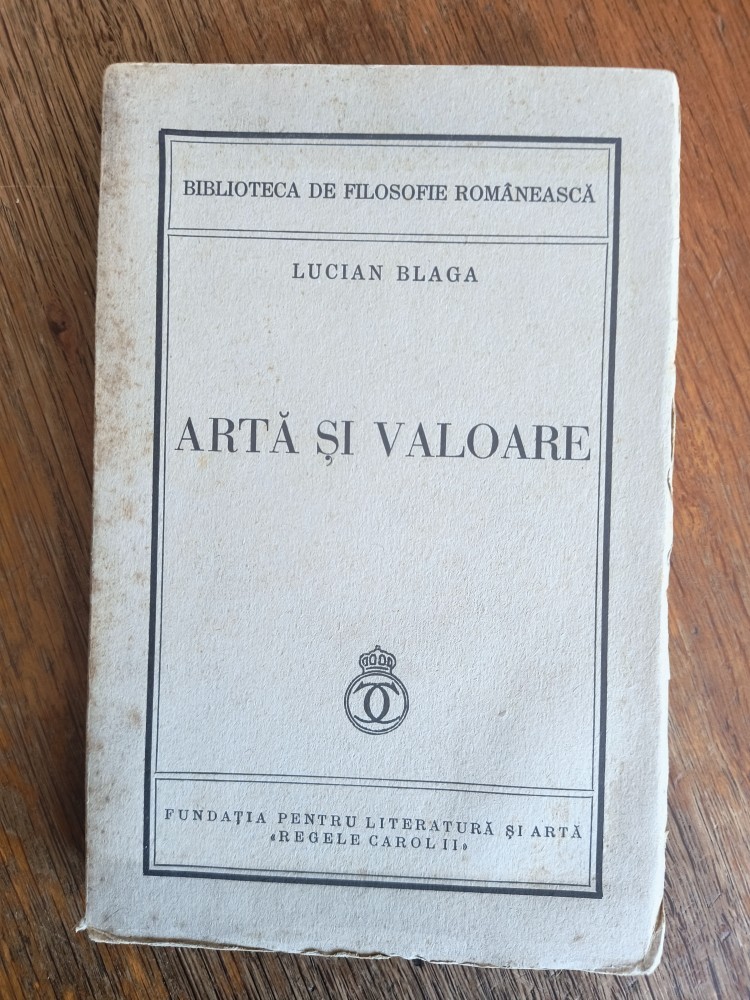 BIBLIOTECA DE FILOSOFIE ROMÂNEASCĂ
LUCIAN BLAGA
ARTĂ ȘI VALOARE
FUNDAȚIA PENTRU LITERATURĂ ȘI ARTĂ
«REGELE CAROL II»